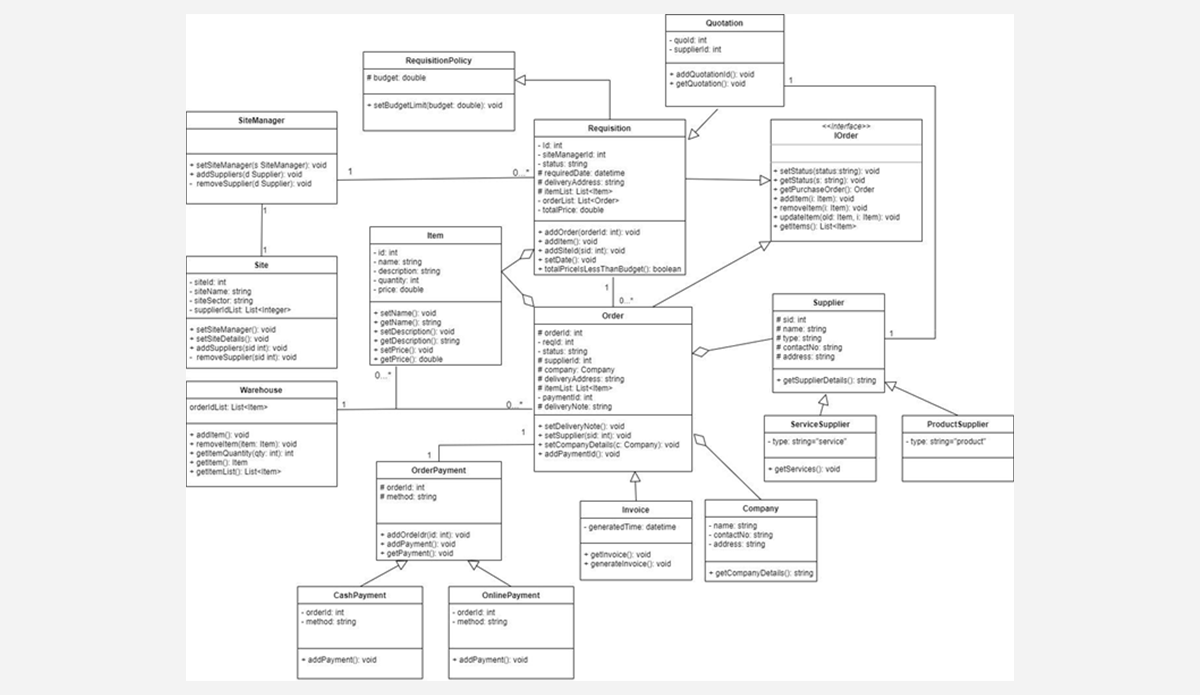 Quotation
- quoId: int
- supplierId: int
+ addQuotationId(): void
+ getQuotation(): void
1
RequisitionPolicy
# budget: double
+ setBudgetLimit(budget: double): void
SiteManager
+ setSiteManager(s SiteManager): void
+ addSuppliers(d Supplier): void
- removeSupplier(d Supplier): void
1
0...*
1
1
Requisition
- id: int
- siteManagerId: int
- status: string
# requiredDate: datetime
# deliveryAddress: string
# itemList: List<Item>
- orderList: List<Order>
- totalPrice: double
+ addOrder(orderId: int): void
+ addItem(): void
+ addSiteId(sid: int): void
+ setDate(): void
+ totalPriceIsLessThanBudget(): boolean
1
0...*
<<interface>>
IOrder
+ setStatus(status:string): void
+ getStatus(s: string): void
+ getPurchaseOrder(): Order
+ addItem(i: Item): void
+ removeItem(i: Item): void
+ updateItem(old: Item, i: Item): void
+ getItems(): List<Item>
Item
- id: int
- name: string
- description: string
- quantity: int
- price: double
+ setName(): void
+ getName(): string
+ setDescription(): void
+ getDescription(): string
+ setPrice(): void
+ getPrice(): double
0...*
Site
- siteId: int
- siteName: string
- siteSector: string
- supplierIdList: List<Integer>
+ setSiteManager(): void
+ setSiteDetails(): void
+ addSuppliers(sid int): void
- removeSupplier(sid int): void
Order
# orderId: int
- reqId: int
- status: string
# supplierId: int
# company: Company
# deliveryAddress: string
# itemList: List<Item>
- paymentId: int
# deliveryNote: string
+ setDeliveryNote(): void
+ setSupplier(sid: int): void
+ setCompanyDetails(c: Company): void
+ addPaymentId(): void
Supplier
# sid: int
# name: string
# type: string
# contactNo: string
# address: string
+ getSupplierDetails(): string
1
Warehouse
orderIdList: List<Item>
+ addItem(): void
+ removeItem(item: Item): void
+ getItemQuantity(qty: int): int
+ getItem(): Item
+ getItemList(): List<Item>
1
0...*
1
1
ServiceSupplier
- type: string="service"
+ getServices(): void
ProductSupplier
- type: string="product"
OrderPayment
# orderId: int
# method: string
+ addOrdeIdr(id: int): void
+ addPayment(): void
+ getPayment(): void
Invoice
- generatedTime: datetime
+ getInvoice(): void
+ generateInvoice(): void
Company
- name: string
- contactNo: string
- address: string
+ getCompanyDetails(): string
CashPayment
- orderId: int
- method: string
+ addPayment(): void
OnlinePayment
- orderId: int
- method: string
+ addPayment(): void